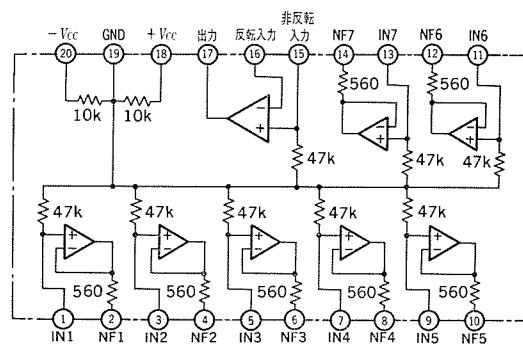 −Vcc GND +Vcc 出力 反転入力 非反転入力 NF7 IN7 NF6 IN6
20 19 18 17 16 15 14 13 12 11
10k 10k
560 560
− + − + − +
47k 47k 47k
47k 47k 47k 47k 47k
+ − + − + − + − + −
560 560 560 560 560
1 2 3 4 5 6 7 8 9 10
IN1 NF1 IN2 NF2 IN3 NF3 IN4 NF4 IN5 NF5